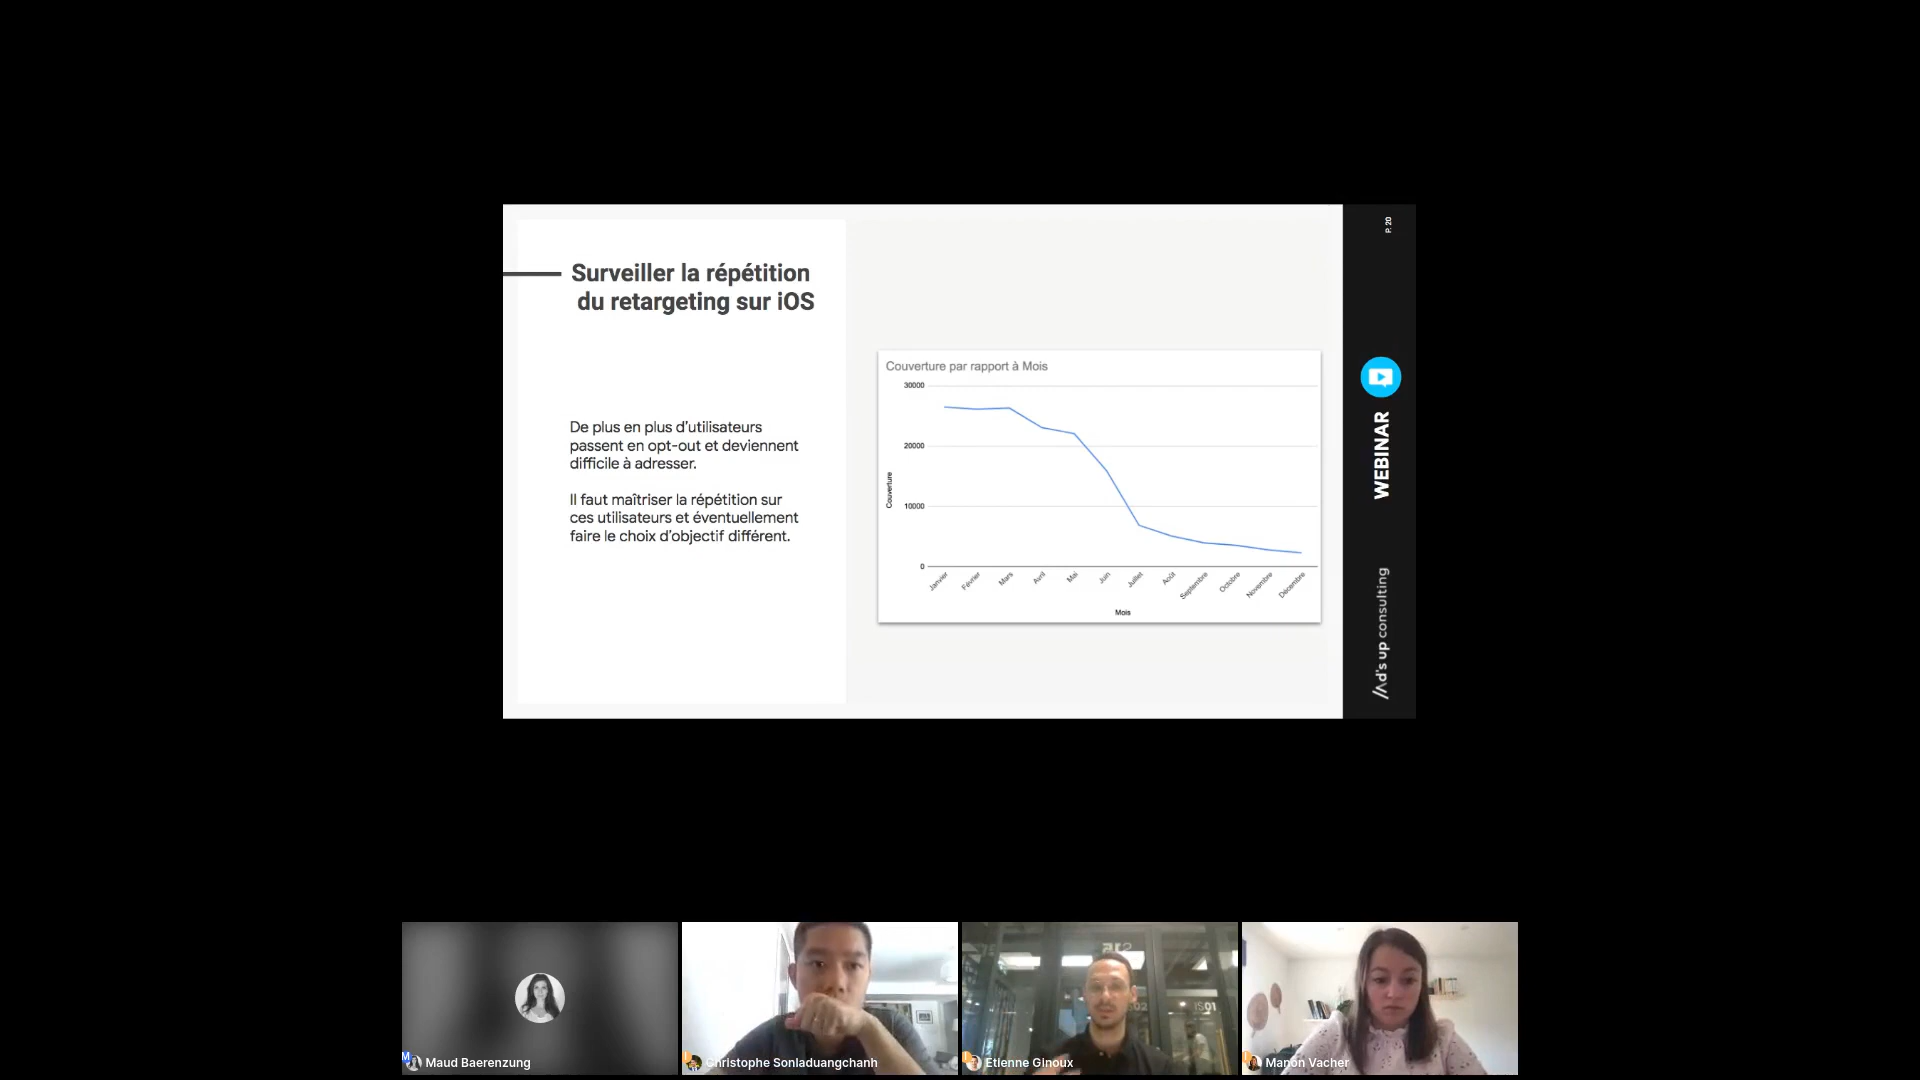 Surveiller la répétition
du retargeting sur iOS
De plus en plus d'utilisateurs
passent en opt-out et deviennent
difficile à adresser.
Il faut maîtriser la répétition sur
ces utilisateurs et éventuellement
faire le choix d'objectif différent.
Couverture par rapport à Mois
30000
20000
10000
0
Couverture
Janvier
Février
Mars
Avril
Mai
Juin
Juillet
Août
Septembre
Octobre
Novembre
Décembre
Mois
P. 20
WEBINAR
//Ad's up consulting
Maud Baerenzung
Christophe Sonladuangchanh
Etienne Ginoux
Manon Vacher